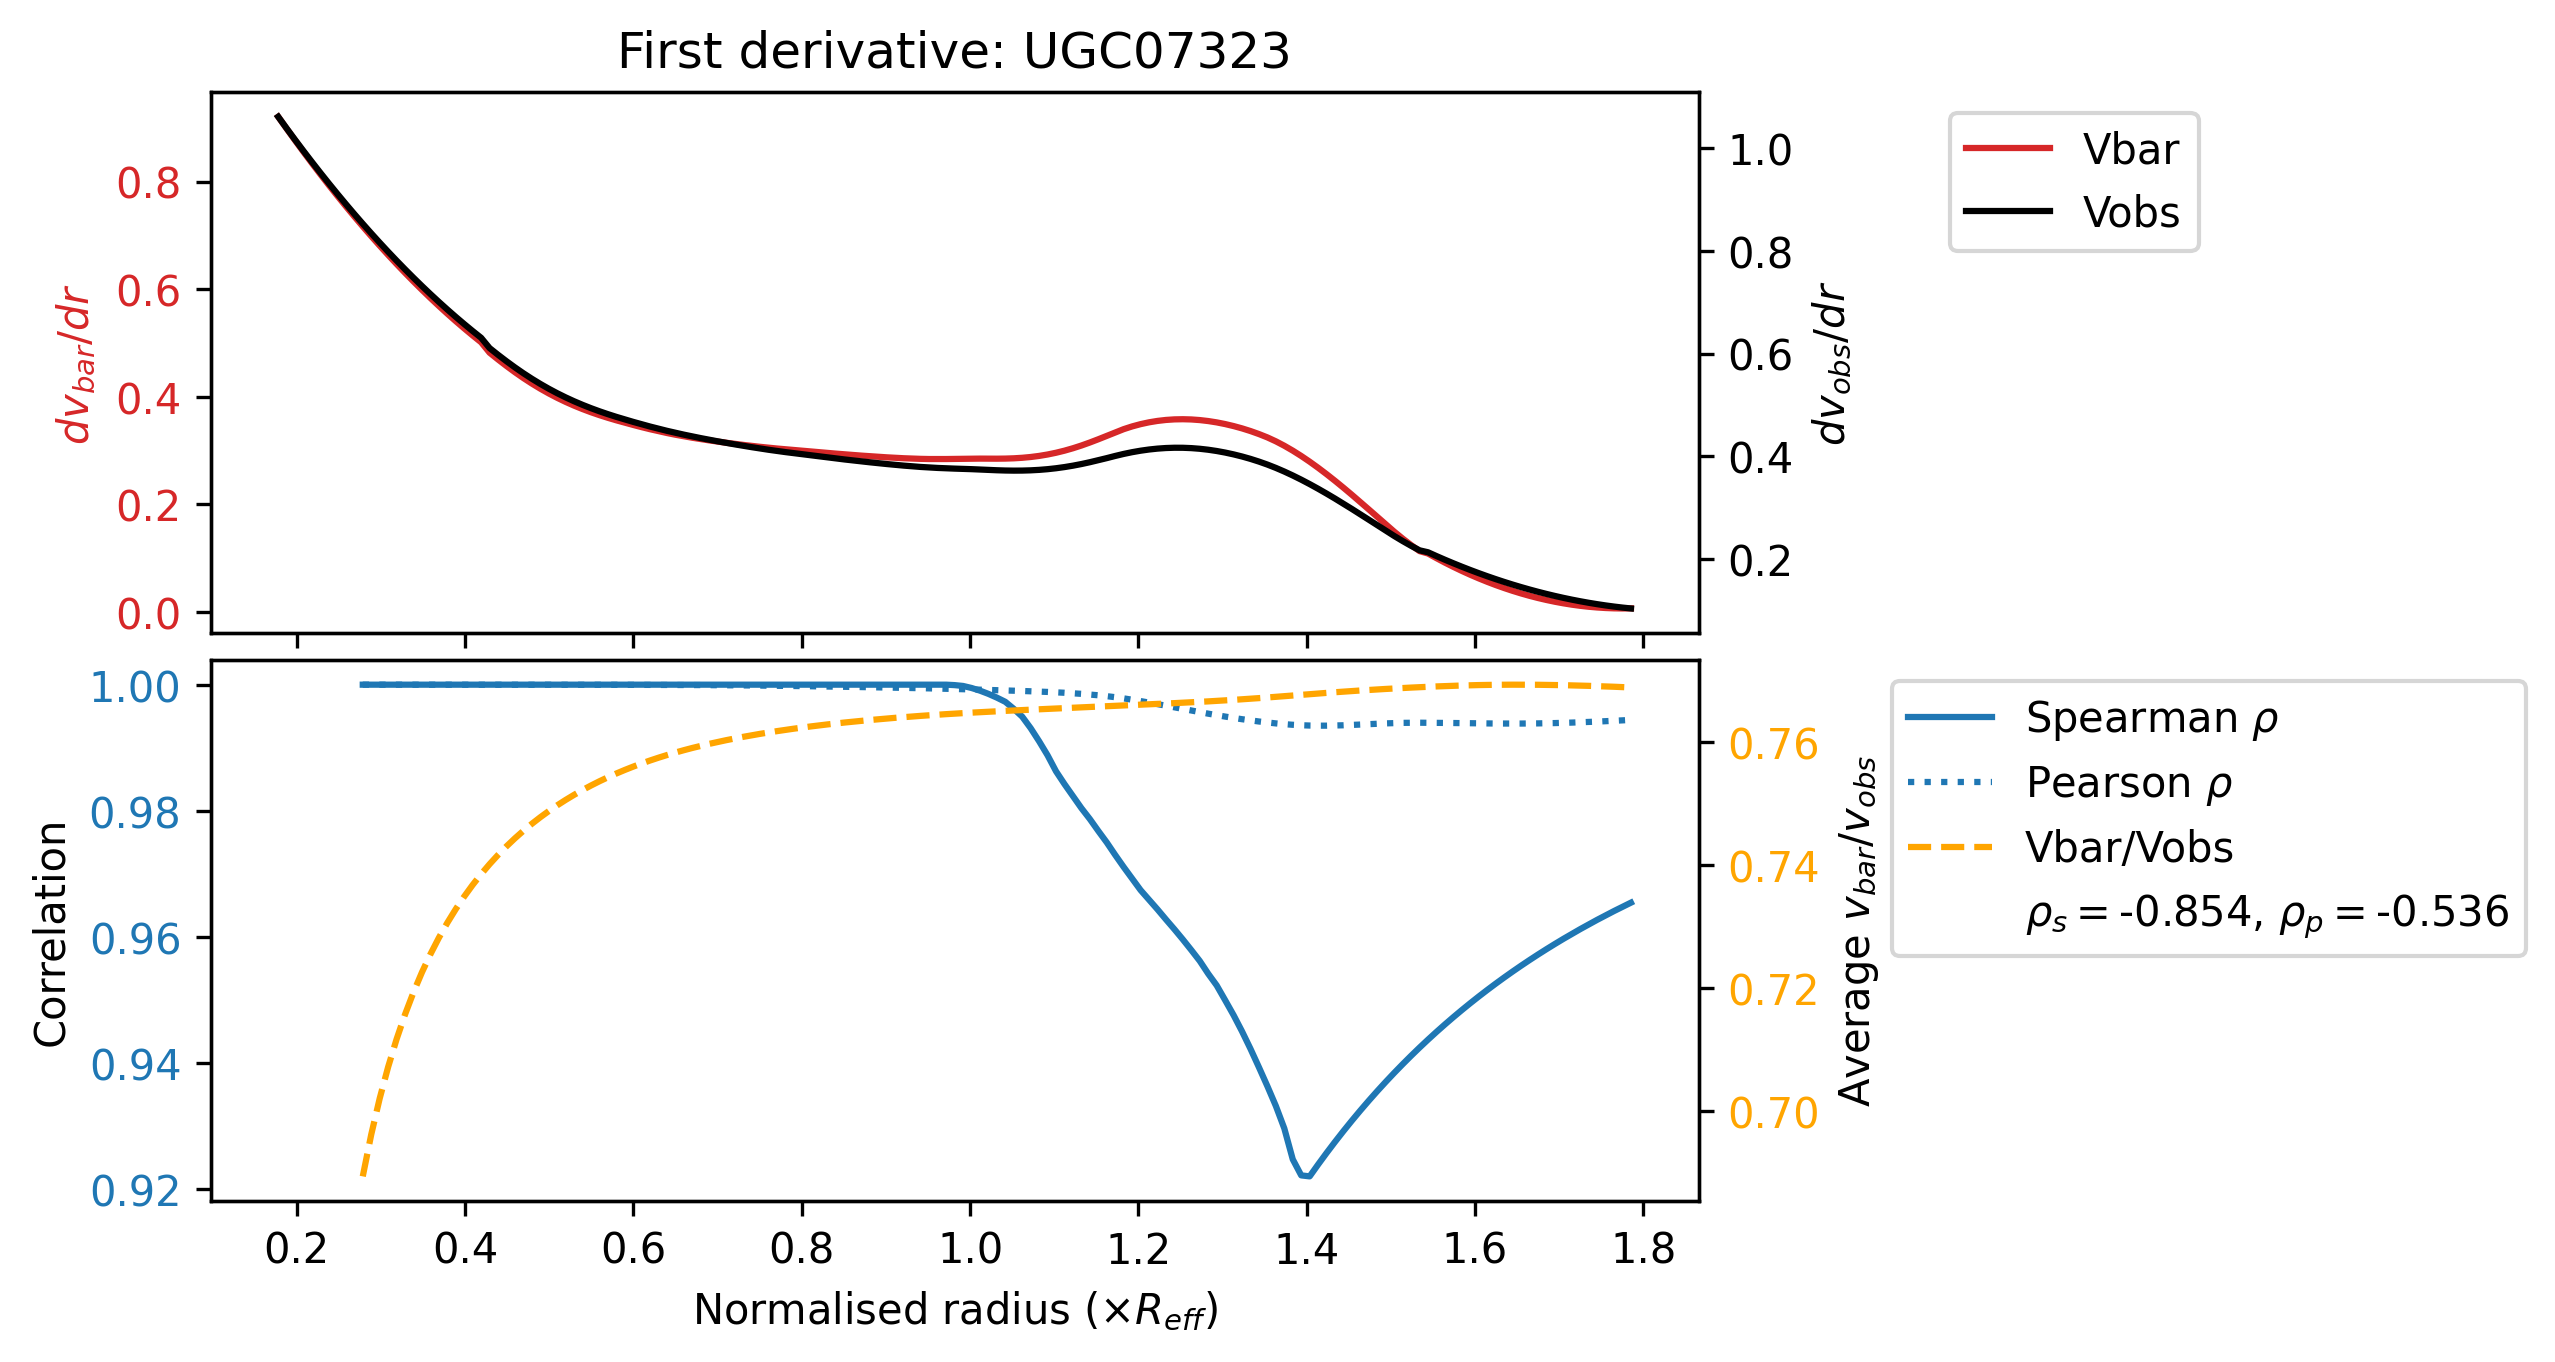 First derivative: UGC07323
0.8
0.6
0.4
0.2
0.0
dv_bar/dr
1.0
0.8
0.6
0.4
0.2
dv_obs/dr
Vbar
Vobs
1.00
0.98
0.96
0.94
0.92
Correlation
0.76
0.74
0.72
0.70
Average v_bar/v_obs
Spearman ρ
Pearson ρ
Vbar/Vobs
ρ_s = -0.854, ρ_p = -0.536
0.2 0.4 0.6 0.8 1.0 1.2 1.4 1.6 1.8
Normalised radius (×R_eff)